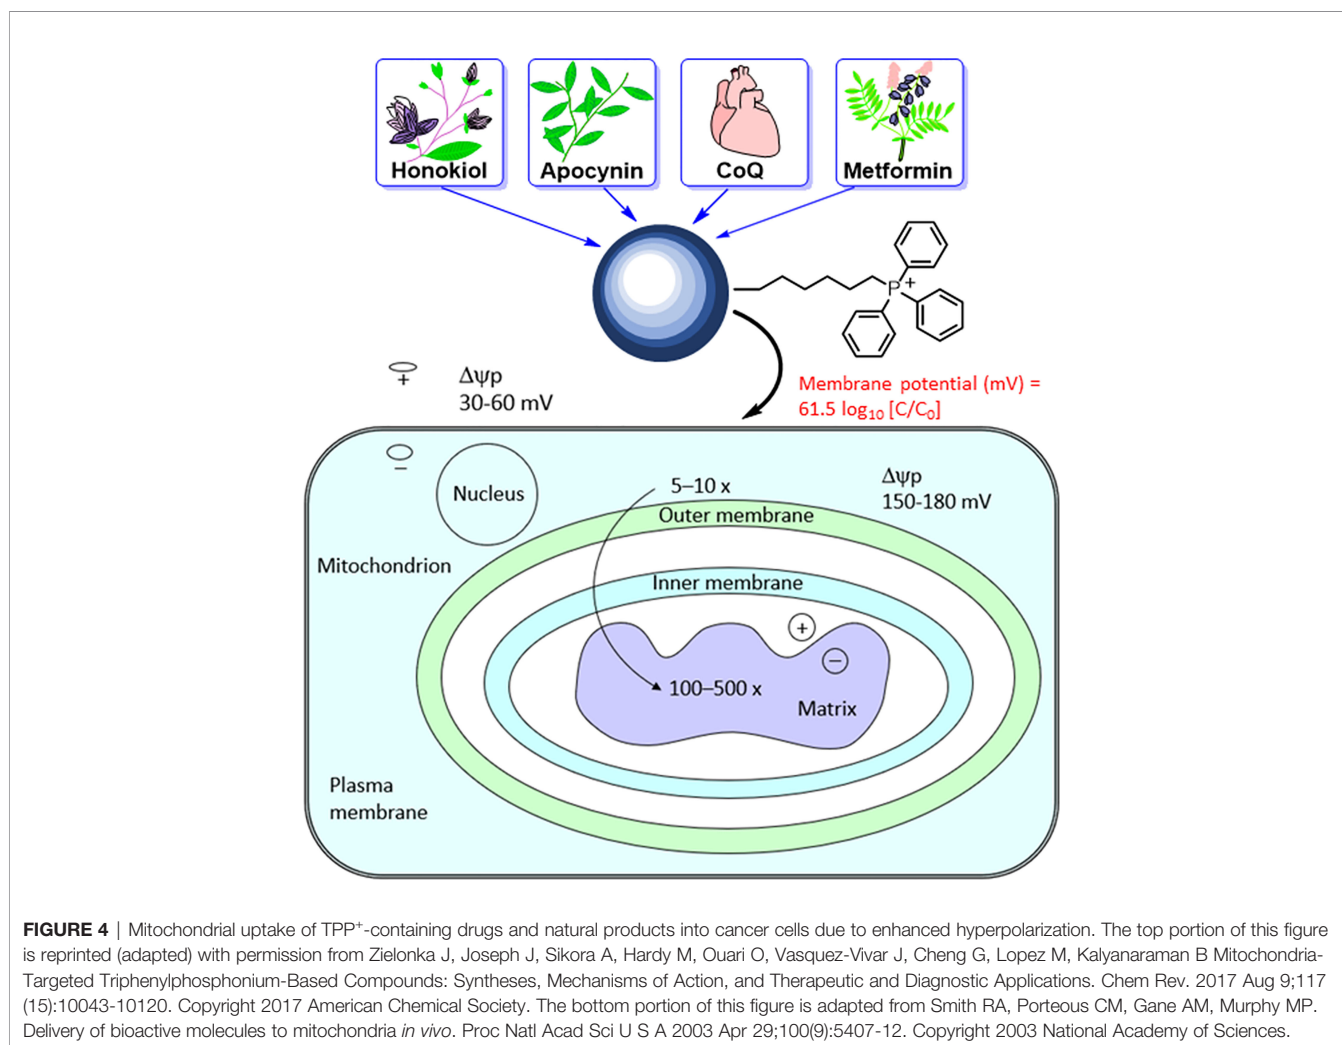 Honokiol
Apocynin
CoQ
Metformin
P+
Membrane potential (mV) =
61.5 log₁₀ [C/C₀]
+
Δψp
30-60 mV
−
Nucleus
5–10 x
Δψp
150-180 mV
Outer membrane
Mitochondrion
Inner membrane
+
−
100–500 x
Matrix
Plasma
membrane
FIGURE 4 | Mitochondrial uptake of TPP⁺-containing drugs and natural products into cancer cells due to enhanced hyperpolarization. The top portion of this figure
is reprinted (adapted) with permission from Zielonka J, Joseph J, Sikora A, Hardy M, Ouari O, Vasquez-Vivar J, Cheng G, Lopez M, Kalyanaraman B Mitochondria-
Targeted Triphenylphosphonium-Based Compounds: Syntheses, Mechanisms of Action, and Therapeutic and Diagnostic Applications. Chem Rev. 2017 Aug 9;117
(15):10043-10120. Copyright 2017 American Chemical Society. The bottom portion of this figure is adapted from Smith RA, Porteous CM, Gane AM, Murphy MP.
Delivery of bioactive molecules to mitochondria in vivo. Proc Natl Acad Sci U S A 2003 Apr 29;100(9):5407-12. Copyright 2003 National Academy of Sciences.